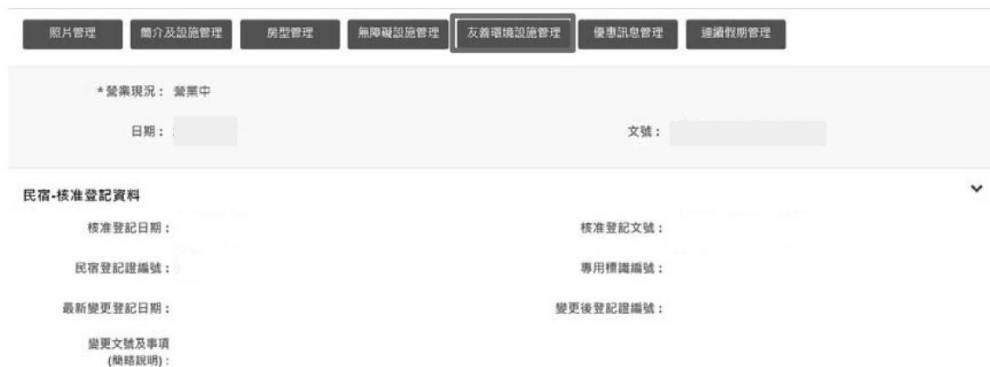 照片管理 簡介及設施管理 房型管理 無障礙設施管理 友善環境設施管理 優惠訊息管理 連續假期管理
*營業現況： 營業中
日期： 文號：
民宿-核准登記資料
核准登記日期： 核准登記文號：
民宿登記證編號： 專用標識編號：
最新變更登記日期： 變更後登記證編號：
變更文號及事項
(簡略說明)：